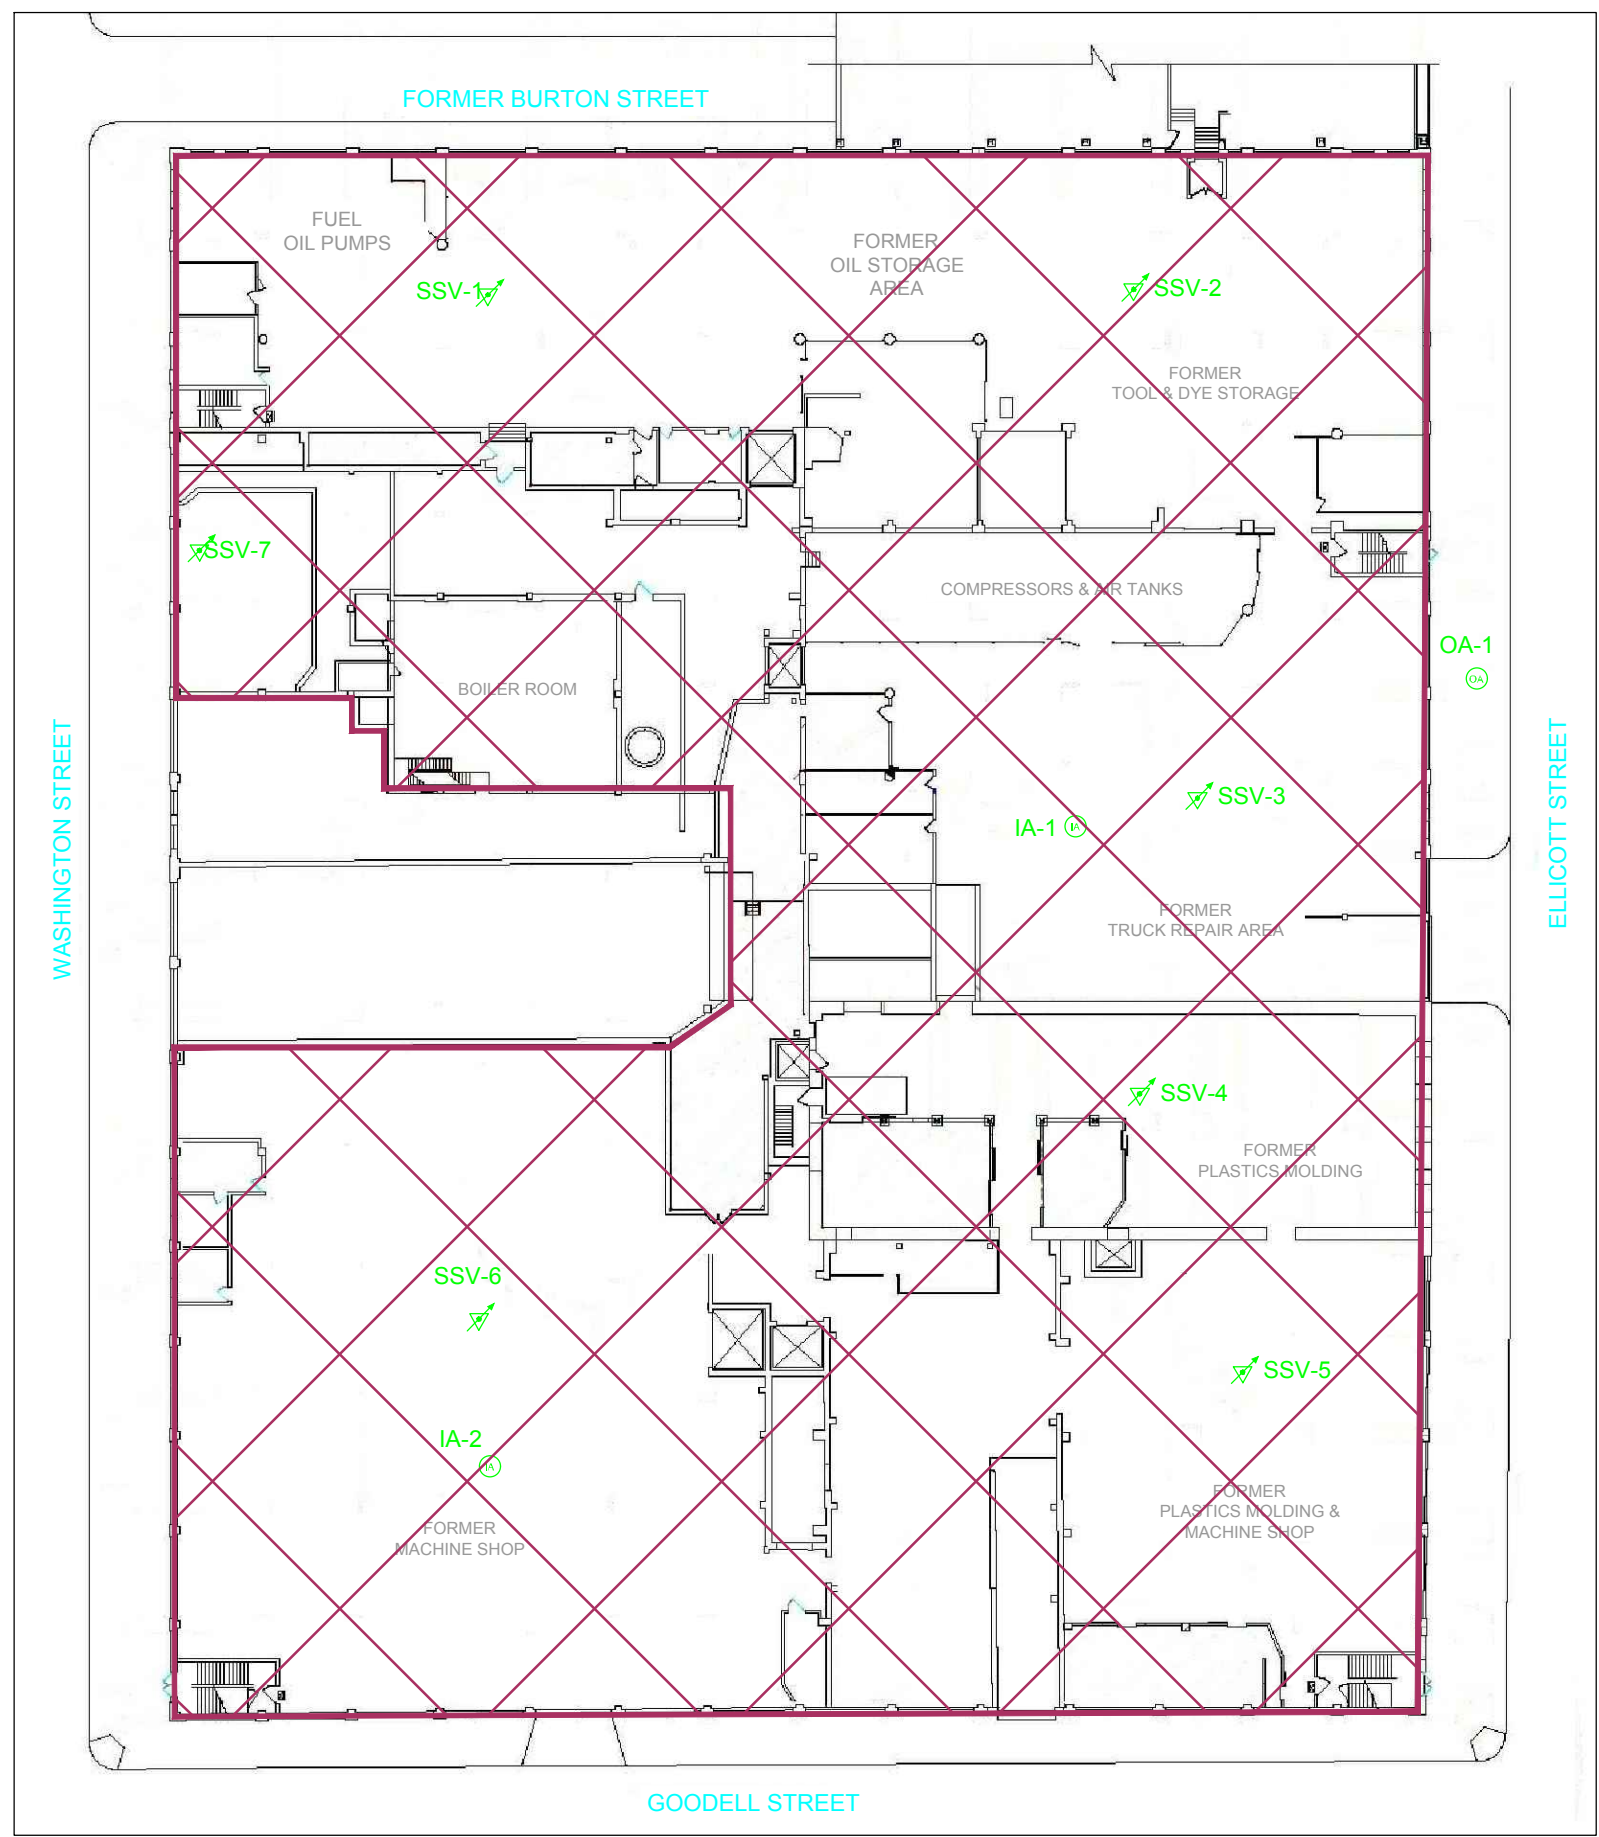 FORMER BURTON STREET
FUEL
OIL PUMPS
FORMER
OIL STORAGE
AREA
SSV-1
SSV-2
FORMER
TOOL & DYE STORAGE
SSV-7
COMPRESSORS & AIR TANKS
OA-1
OA
BOILER ROOM
WASHINGTON STREET
ELLICOTT STREET
SSV-3
IA-1
IA
FORMER
TRUCK REPAIR AREA
SSV-4
FORMER
PLASTICS MOLDING
SSV-6
SSV-5
IA-2
IA
FORMER
MACHINE SHOP
FORMER
PLASTICS MOLDING &
MACHINE SHOP
GOODELL STREET